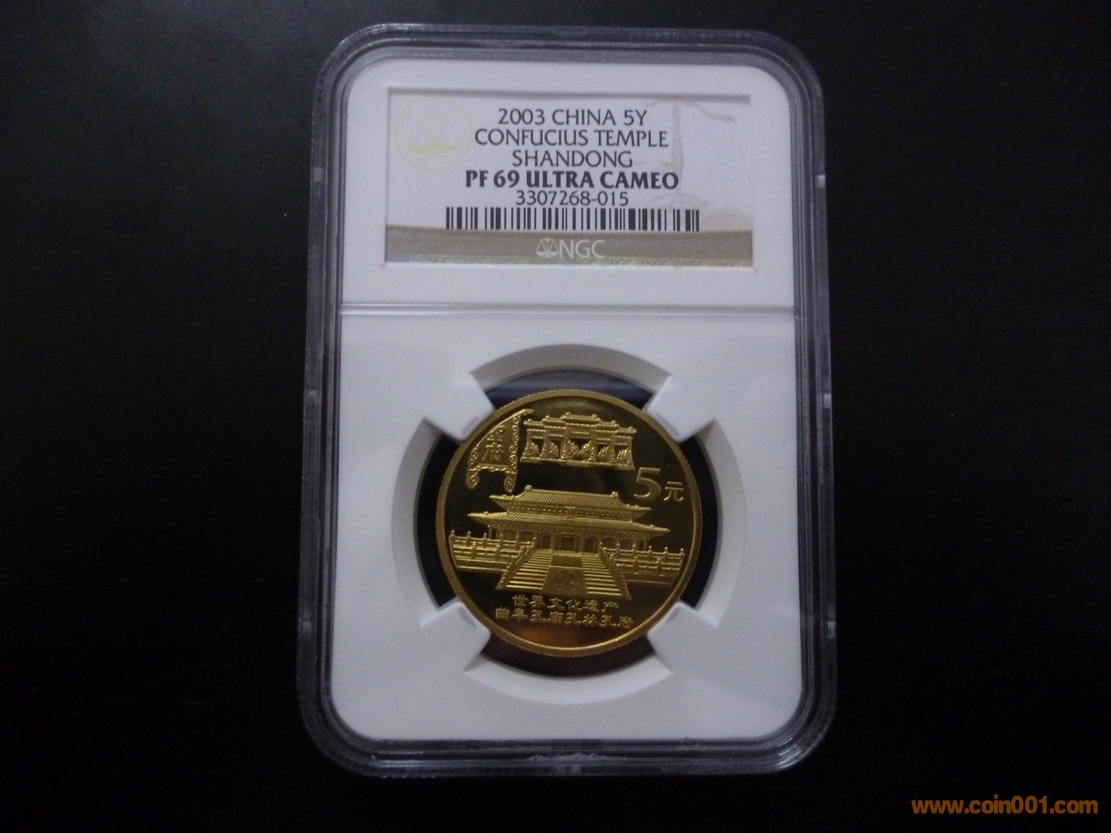 2003 CHINA 5Y
CONFUCIUS TEMPLE
SHANDONG
PF 69 ULTRA CAMEO
3307268-015
NGC
5元
世界文化遗产
曲阜孔庙孔林孔府
www.coin001.com